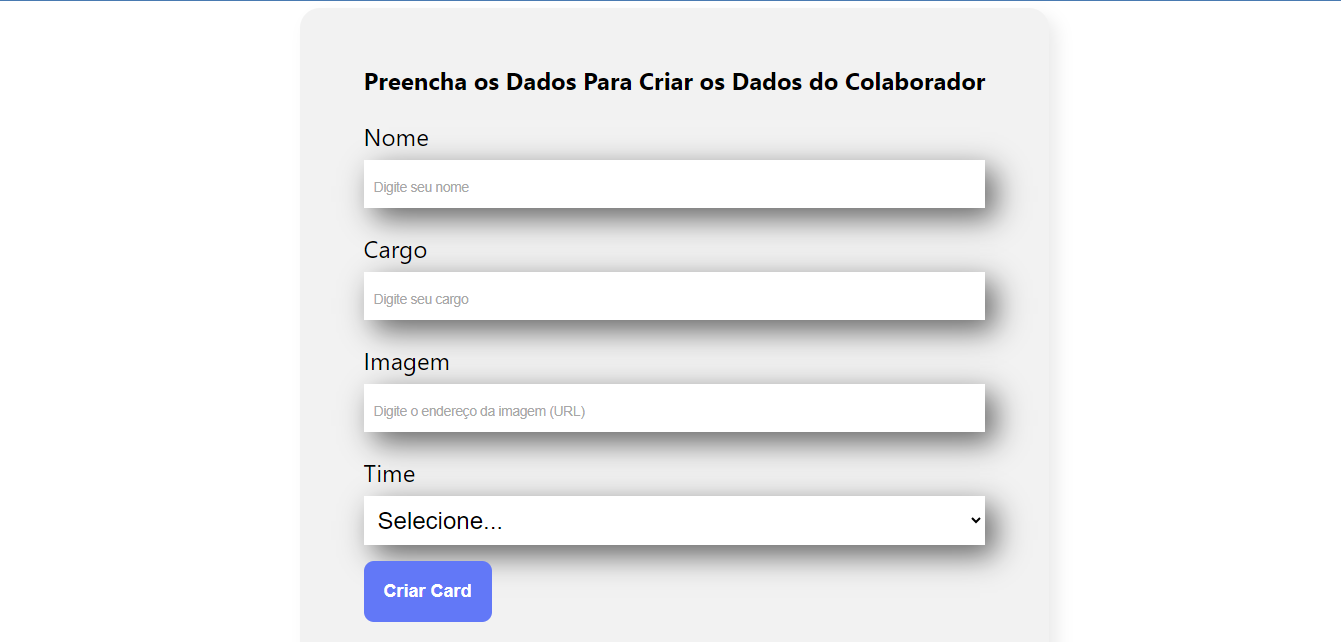 Preencha os Dados Para Criar os Dados do Colaborador
Nome
Digite seu nome
Cargo
Digite seu cargo
Imagem
Digite o endereço da imagem (URL)
Time
Selecione...
Criar Card